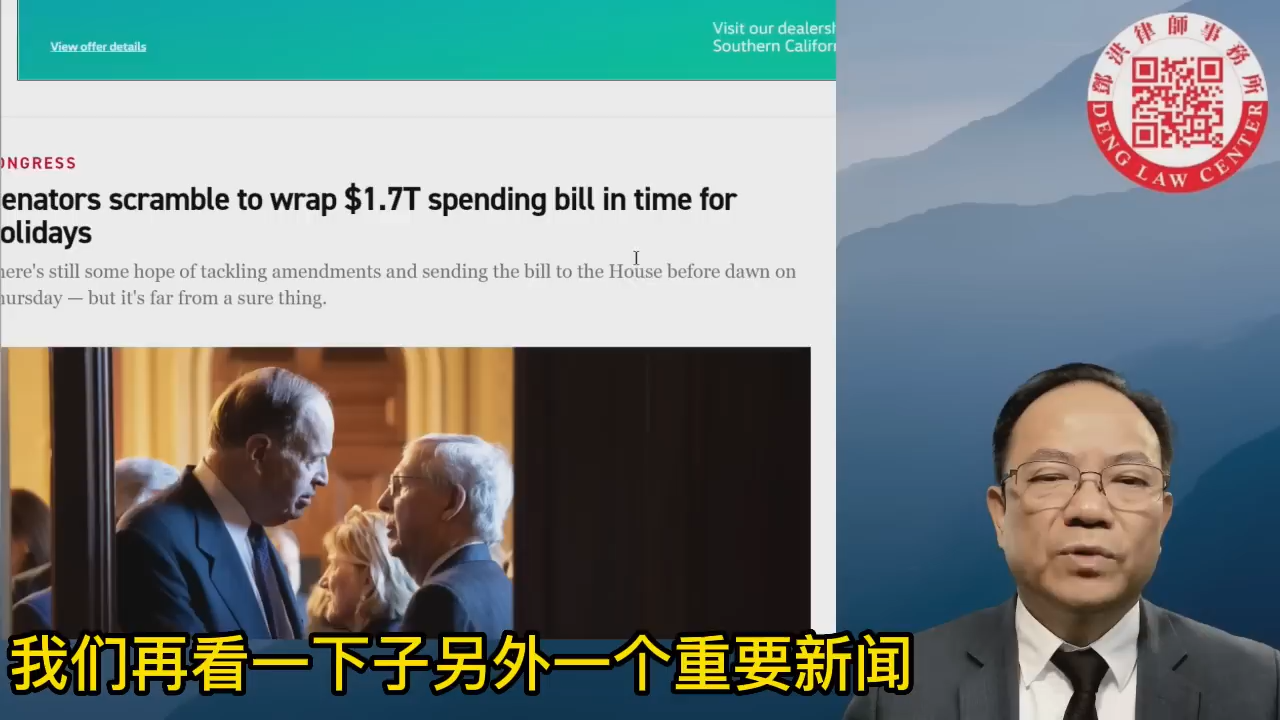 View offer details
Visit our dealersh
Southern Califor
ONGRESS
enators scramble to wrap $1.7T spending bill in time for
olidays
here's still some hope of tackling amendments and sending the bill to the House before dawn on
hursday — but it's far from a sure thing.
鄧洪律師事務所
DENG LAW CENTER
我们再看一下子另外一个重要新闻